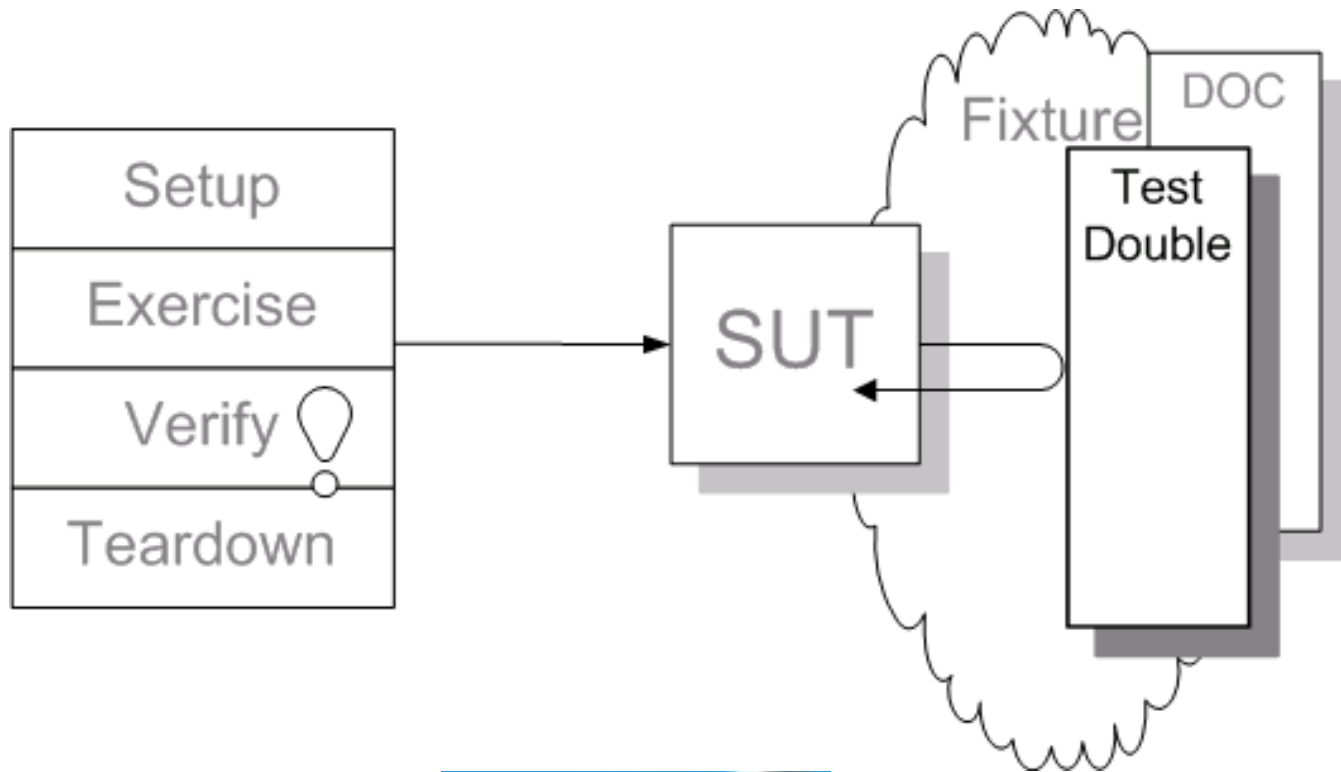 Setup
Exercise
Verify
Teardown
SUT
Fixture
DOC
Test
Double